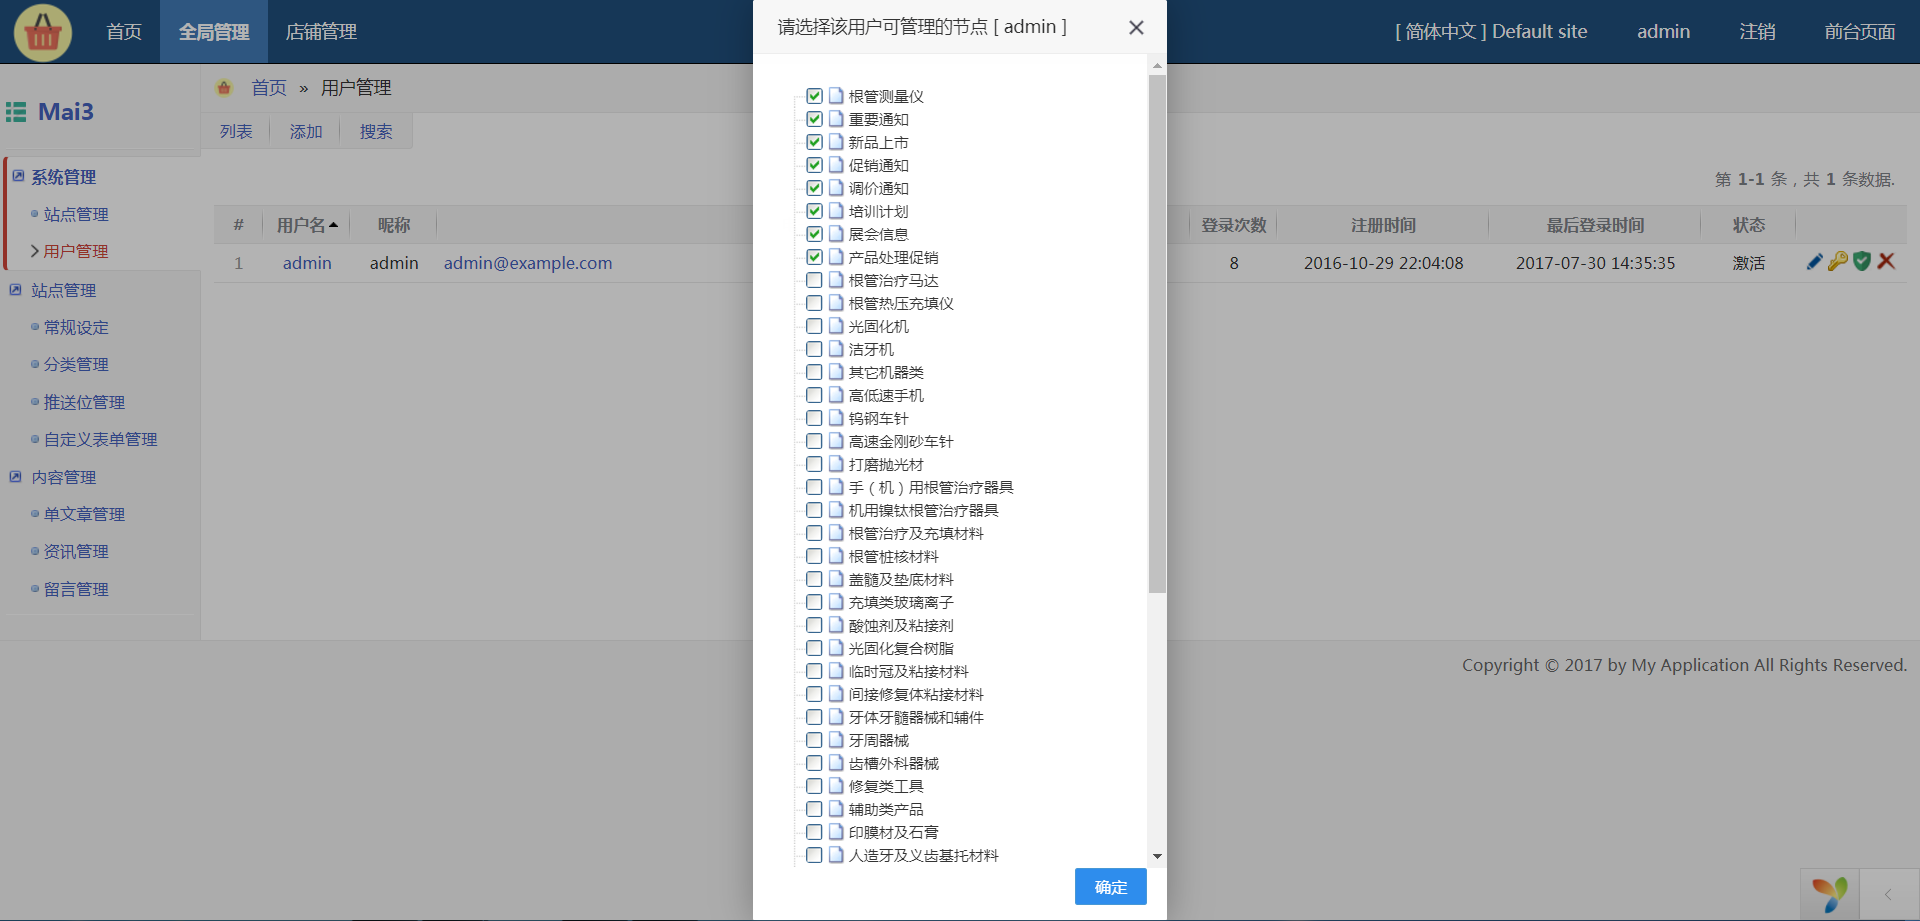 首页 全局管理 店铺管理 [ 简体中文 ] Default site admin 注销 前台页面
Mai3
系统管理
站点管理
用户管理
站点管理
常规设定
分类管理
推送位管理
自定义表单管理
内容管理
单文章管理
资讯管理
留言管理
首页 » 用户管理
列表 添加 搜索
第 1-1 条，共 1 条数据.
# 用户名 昵称 登录次数 注册时间 最后登录时间 状态
1 admin admin admin@example.com 8 2016-10-29 22:04:08 2017-07-30 14:35:35 激活
请选择该用户可管理的节点 [ admin ]
根管测量仪
重要通知
新品上市
促销通知
调价通知
培训计划
展会信息
产品处理促销
根管治疗马达
根管热压充填仪
光固化机
洁牙机
其它机器类
高低速手机
钨钢车针
高速金刚砂车针
打磨抛光材
手（机）用根管治疗器具
机用镍钛根管治疗器具
根管治疗及充填材料
根管桩核材料
盖髓及垫底材料
充填类玻璃离子
酸蚀剂及粘接剂
光固化复合树脂
临时冠及粘接材料
间接修复体粘接材料
牙体牙髓器械和辅件
牙周器械
齿槽外科器械
修复类工具
辅助类产品
印膜材及石膏
人造牙及义齿基托材料
确定
Copyright © 2017 by My Application All Rights Reserved.